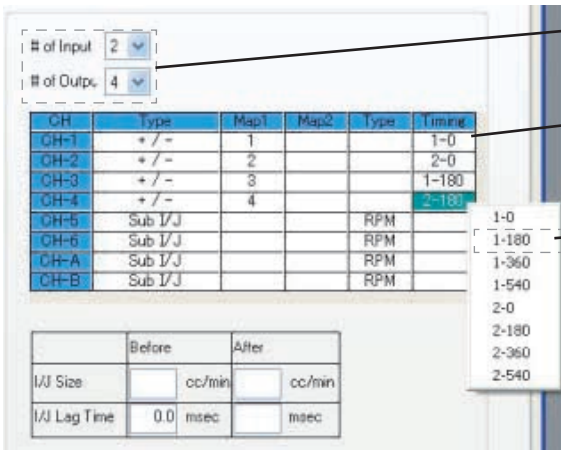 # of Input 2
# of Outpu 4
CH Type Map1 Map2 Type Timing
CH-1 + / - 1 1-0
CH-2 + / - 2 2-0
CH-3 + / - 3 1-180
CH-4 + / - 4 2-180
CH-5 Sub I/J RPM
CH-6 Sub I/J RPM
CH-A Sub I/J RPM
CH-B Sub I/J RPM
1-0
1-180
1-360
1-540
2-0
2-180
2-360
2-540
Before After
I/J Size cc/min cc/min
I/J Lag Time 0.0 msec msec